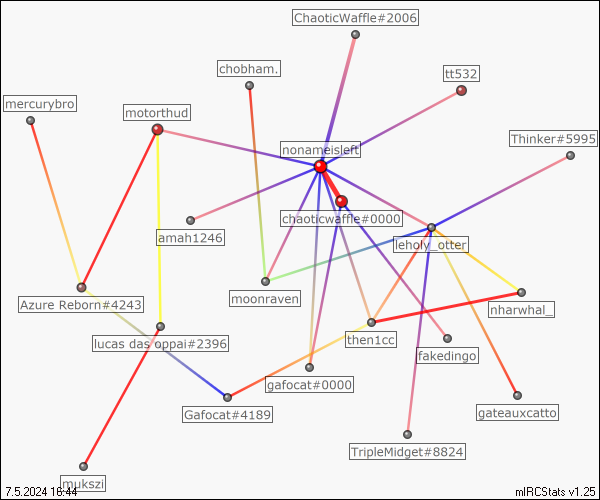 ChaoticWaffle#2006
chobham.
tt532
mercurybro
motorthud
Thinker#5995
nonameisleft
chaoticwaffle#0000
amah1246
leholy_otter
moonraven
Azure Reborn#4243
nharwhal_
lucas das oppai#2396
then1cc
fakedingo
gafocat#0000
Gafocat#4189
gateauxcatto
TripleMidget#8824
mukszi
7.5.2024 16:44
mIRCStats v1.25